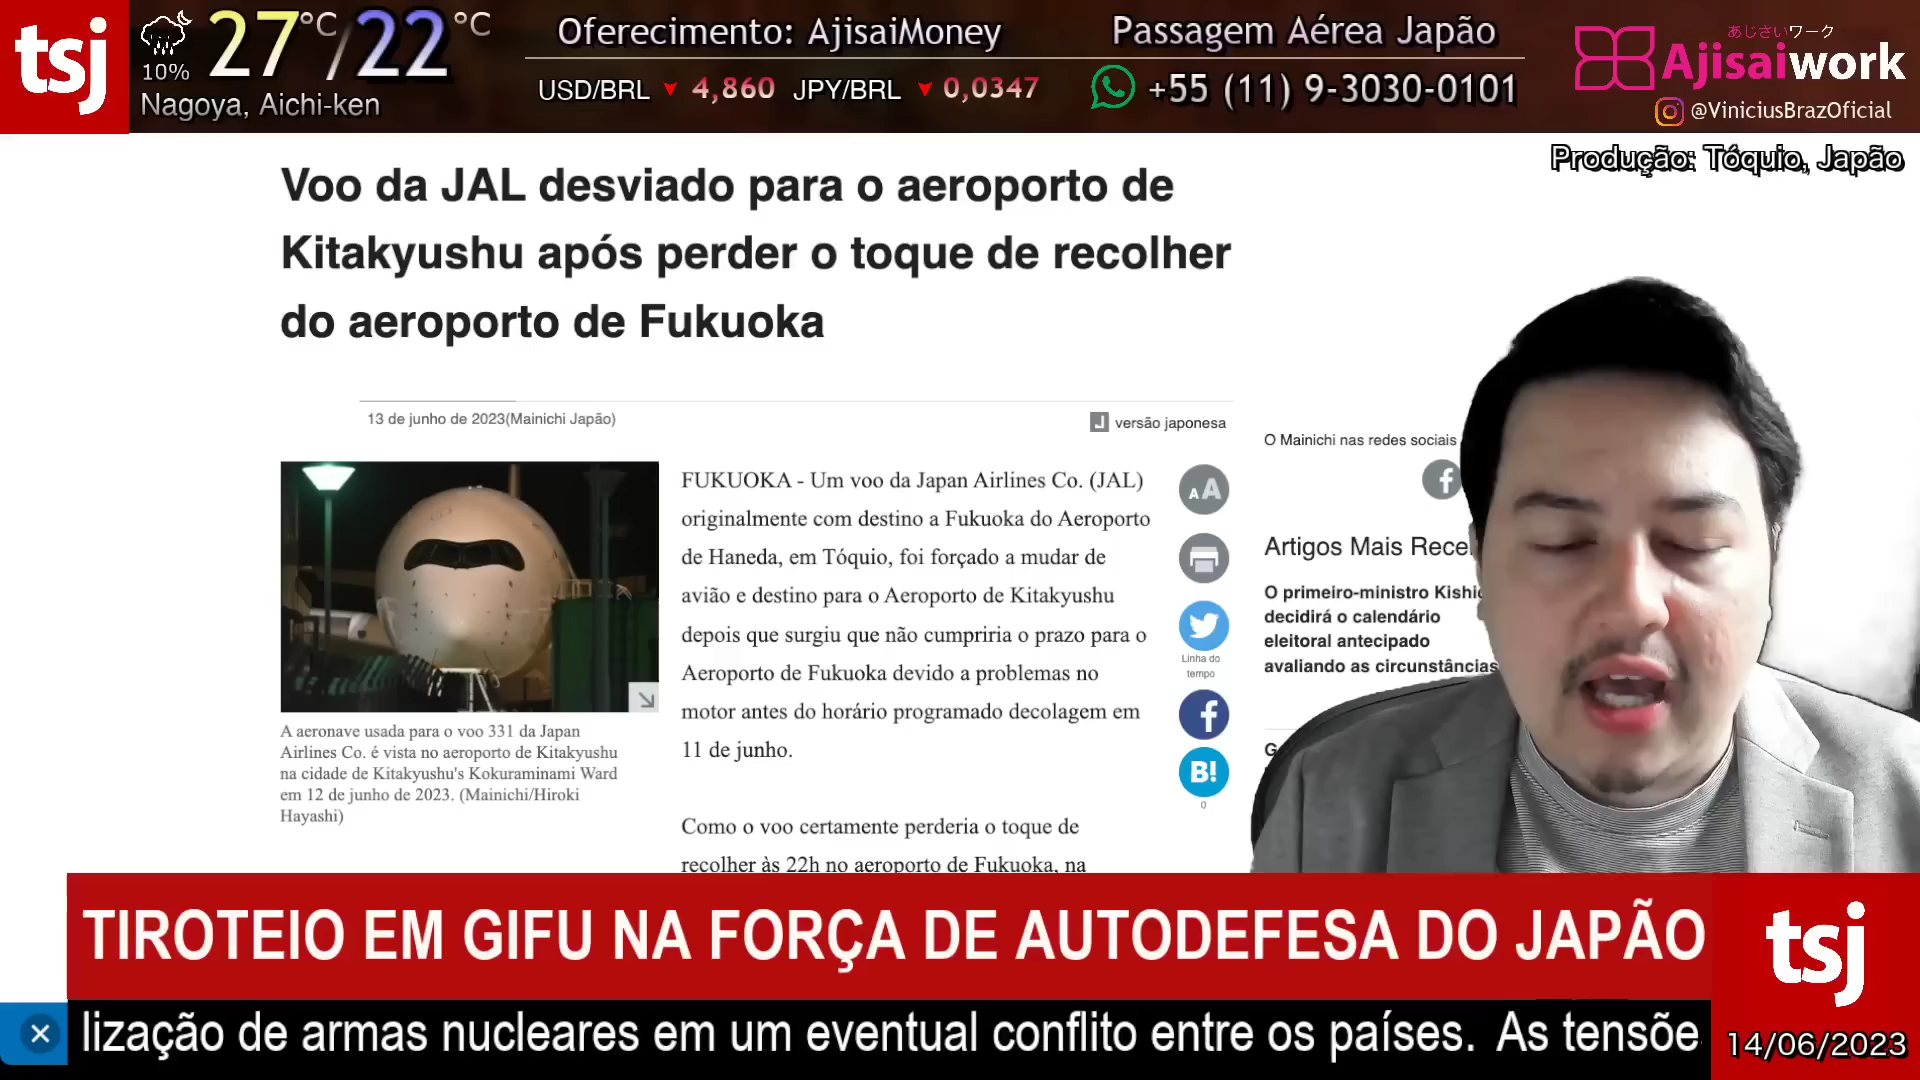 tsj
10%
27°C/22°C
Nagoya, Aichi-ken
Oferecimento: AjisaiMoney
USD/BRL ▼ 4,860 JPY/BRL ▼ 0,0347
Passagem Aérea Japão
+55 (11) 9-3030-0101
あじさいワーク
Ajisaiwork
@ViniciusBrazOficial
Produção: Tóquio, Japão
Voo da JAL desviado para o aeroporto de
Kitakyushu após perder o toque de recolher
do aeroporto de Fukuoka
13 de junho de 2023(Mainichi Japão)
J versão japonesa
A aeronave usada para o voo 331 da Japan
Airlines Co. é vista no aeroporto de Kitakyushu
na cidade de Kitakyushu's Kokuraminami Ward
em 12 de junho de 2023. (Mainichi/Hiroki
Hayashi)
FUKUOKA - Um voo da Japan Airlines Co. (JAL)
originalmente com destino a Fukuoka do Aeroporto
de Haneda, em Tóquio, foi forçado a mudar de
avião e destino para o Aeroporto de Kitakyushu
depois que surgiu que não cumpriria o prazo para o
Aeroporto de Fukuoka devido a problemas no
motor antes do horário programado decolagem em
11 de junho.
Como o voo certamente perderia o toque de
recolher às 22h no aeroporto de Fukuoka, na
AA
Linha do
tempo
f
B!
0
O Mainichi nas redes sociais
f
Artigos Mais Rece
O primeiro-ministro Kishi
decidirá o calendário
eleitoral antecipado
avaliando as circunstâncias
G
TIROTEIO EM GIFU NA FORÇA DE AUTODEFESA DO JAPÃO
tsj
lização de armas nucleares em um eventual conflito entre os países. As tensõe
14/06/2023